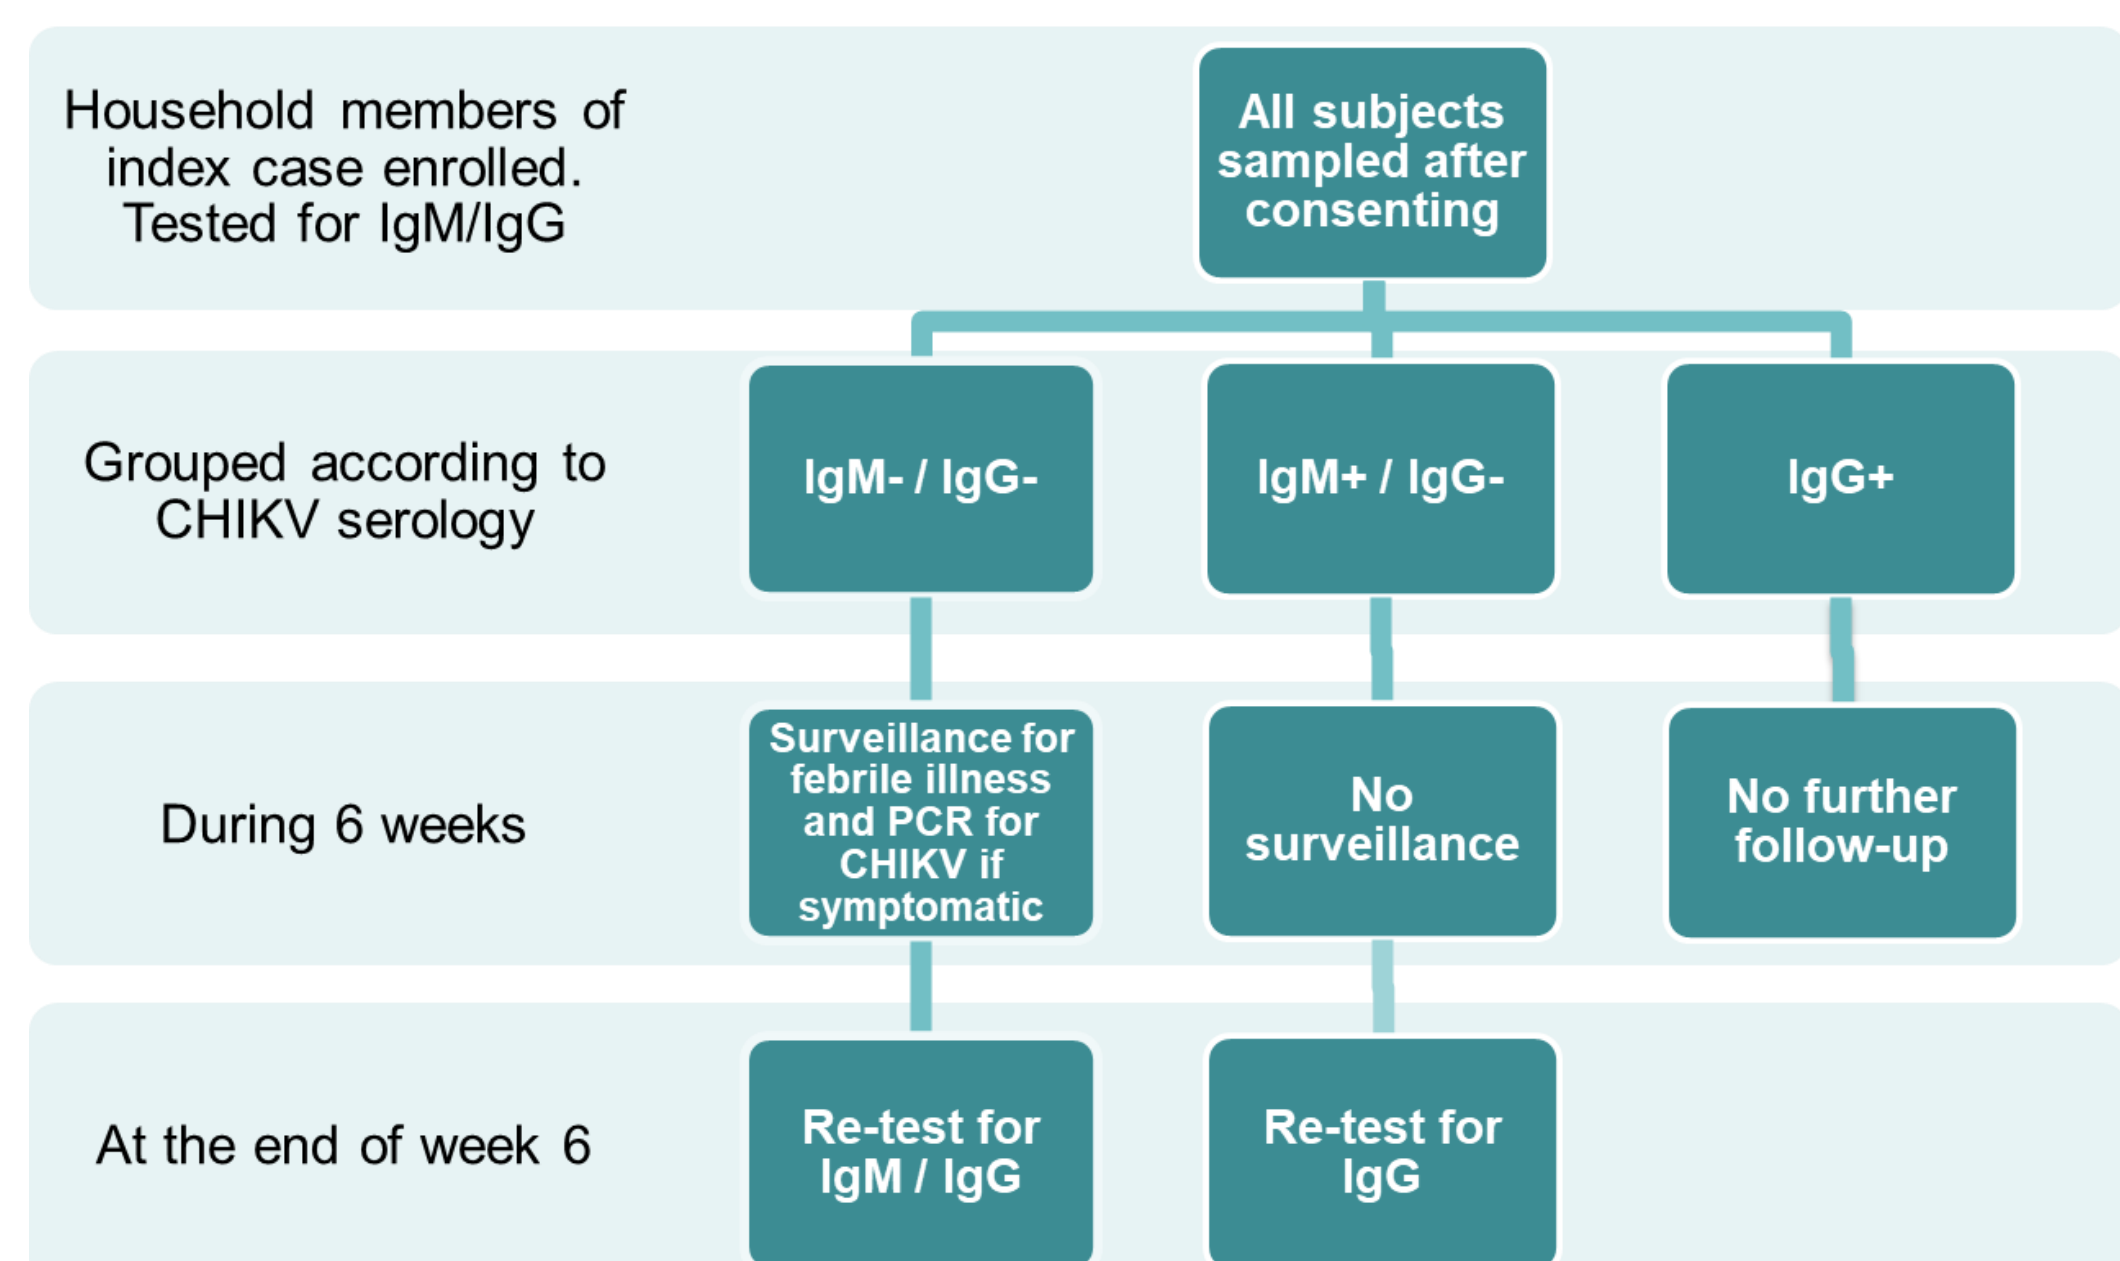 Household members of
index case enrolled.
Tested for IgM/IgG
All subjects
sampled after
consenting
Grouped according to
CHIKV serology
IgM- / IgG-
IgM+ / IgG-
IgG+
During 6 weeks
Surveillance for
febrile illness
and PCR for
CHIKV if
symptomatic
No
surveillance
No further
follow-up
At the end of week 6
Re-test for
IgM / IgG
Re-test for
IgG